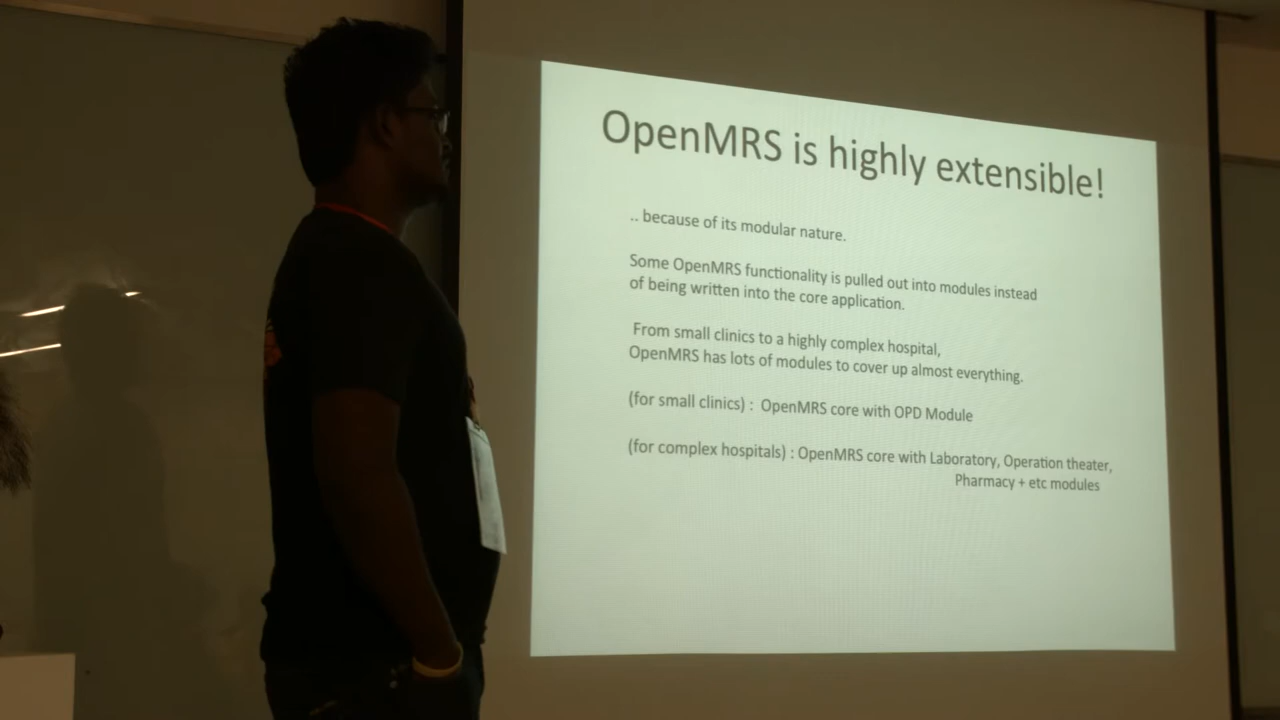 OpenMRS is highly extensible!
.. because of its modular nature.
Some OpenMRS functionality is pulled out into modules instead
of being written into the core application.
From small clinics to a highly complex hospital,
OpenMRS has lots of modules to cover up almost everything.
(for small clinics) : OpenMRS core with OPD Module
(for complex hospitals) : OpenMRS core with Laboratory, Operation theater,
Pharmacy + etc modules